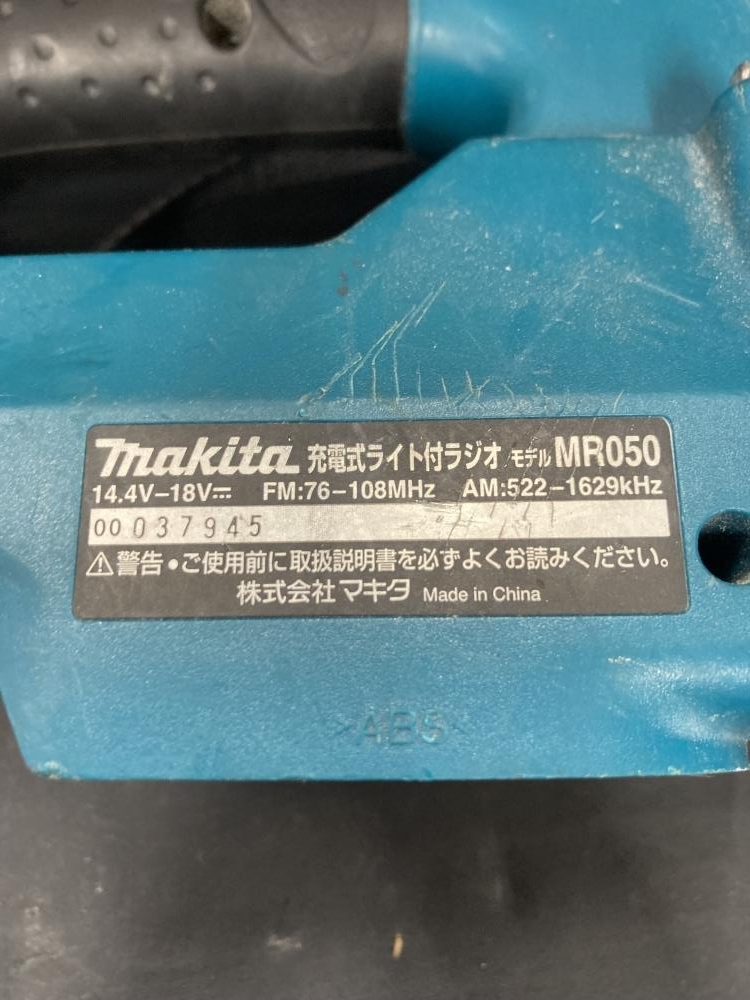 makita 充電式ライト付ラジオ モデル MR050
14.4V-18V⎓ FM:76-108MHz AM:522-1629kHz
00 037945
⚠警告●ご使用前に取扱説明書を必ずよくお読みください。
株式会社マキタ Made in China
>ABS<